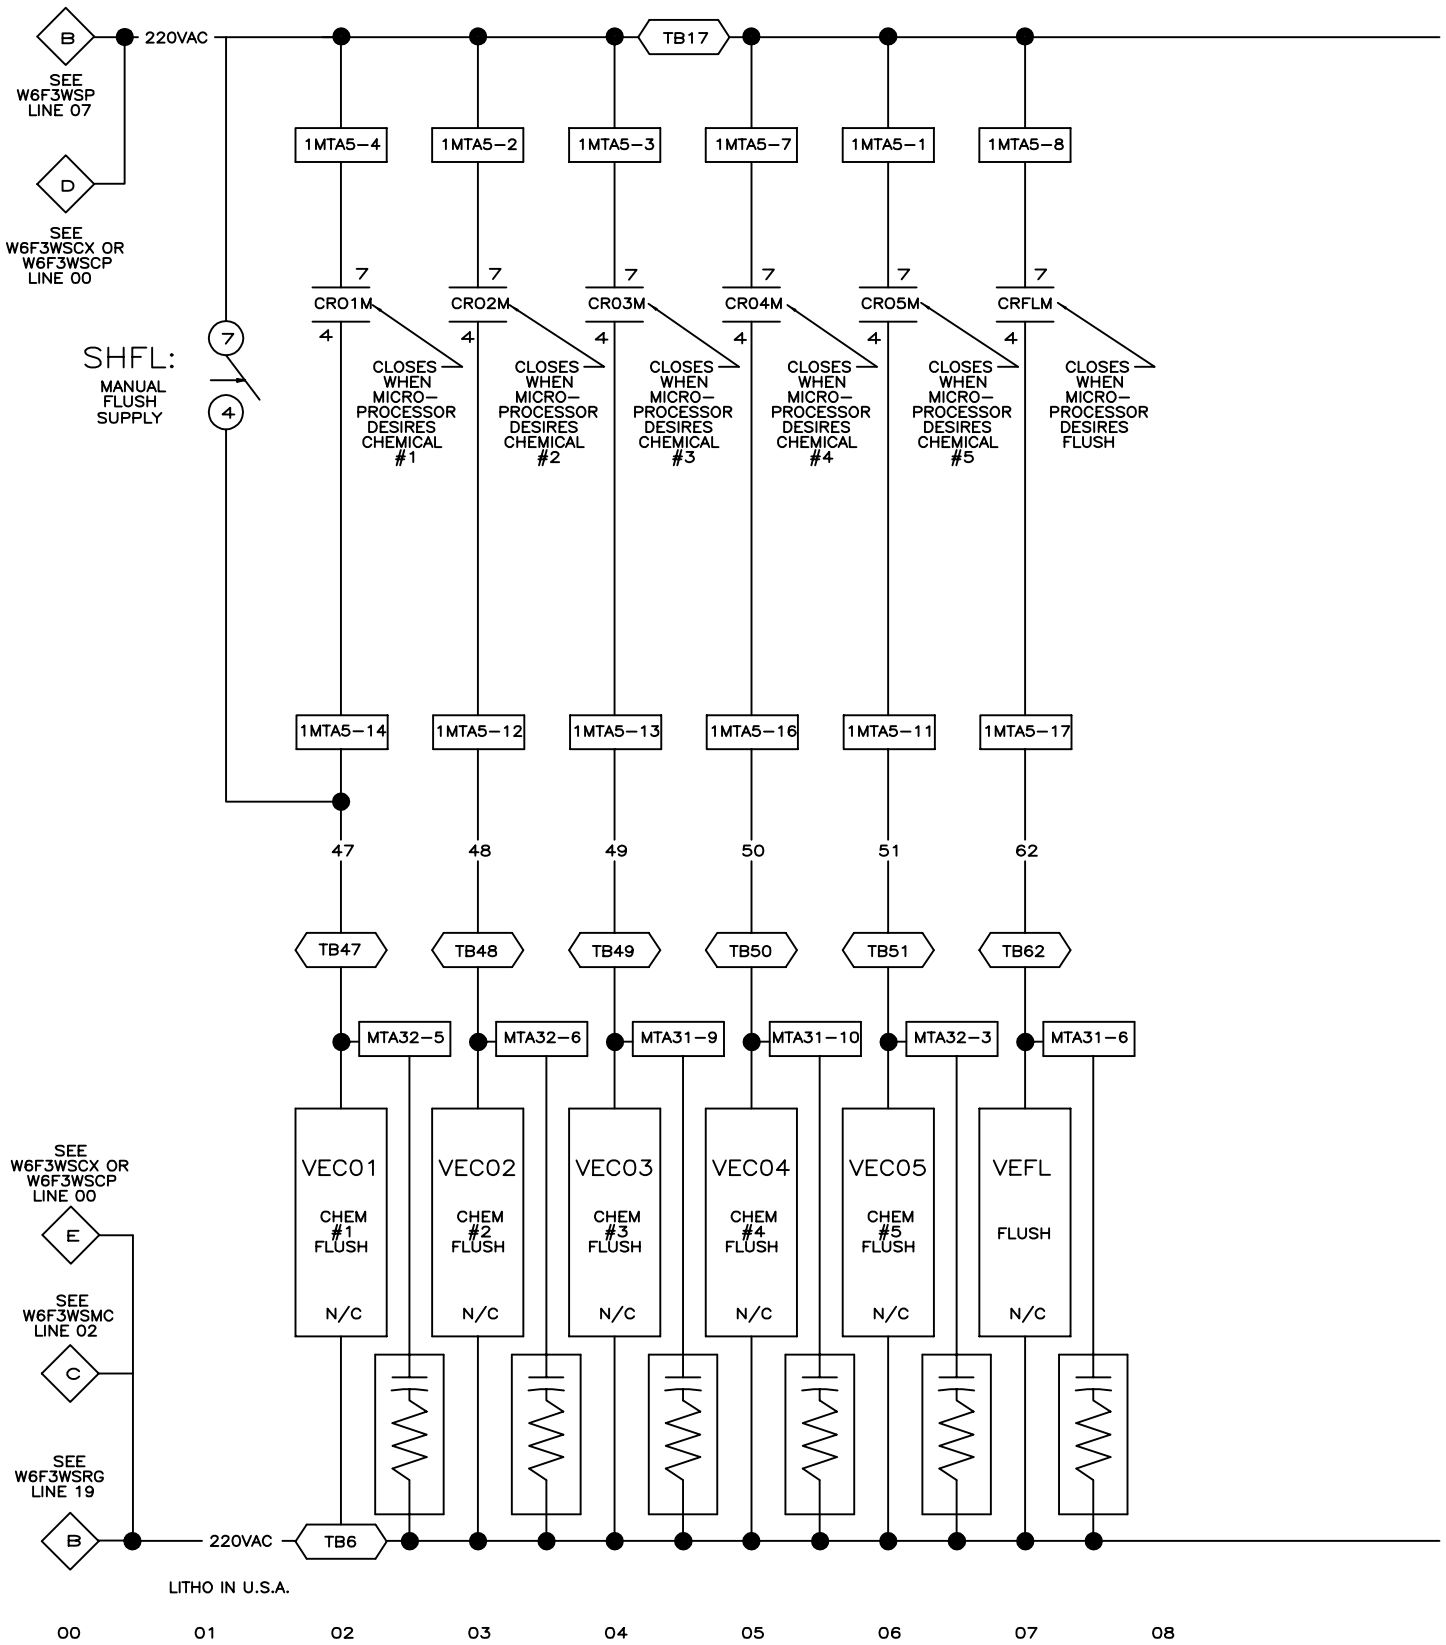 B 220VAC TB17
SEE
W6F3WSP
LINE 07
1MTA5-4 1MTA5-2 1MTA5-3 1MTA5-7 1MTA5-1 1MTA5-8
D
SEE
W6F3WSCX OR
W6F3WSCP
LINE 00
7 7 7 7 7 7
CR01M CR02M CR03M CR04M CR05M CRFLM
4 4 4 4 4 4
7
SHFL:
MANUAL
FLUSH
SUPPLY
4
CLOSES
WHEN
MICRO-
PROCESSOR
DESIRES
CHEMICAL
#1
CLOSES
WHEN
MICRO-
PROCESSOR
DESIRES
CHEMICAL
#2
CLOSES
WHEN
MICRO-
PROCESSOR
DESIRES
CHEMICAL
#3
CLOSES
WHEN
MICRO-
PROCESSOR
DESIRES
CHEMICAL
#4
CLOSES
WHEN
MICRO-
PROCESSOR
DESIRES
CHEMICAL
#5
CLOSES
WHEN
MICRO-
PROCESSOR
DESIRES
FLUSH
1MTA5-14 1MTA5-12 1MTA5-13 1MTA5-16 1MTA5-11 1MTA5-17
47 48 49 50 51 62
TB47 TB48 TB49 TB50 TB51 TB62
MTA32-5 MTA32-6 MTA31-9 MTA31-10 MTA32-3 MTA31-6
VEC01
CHEM
#1
FLUSH
N/C
VEC02
CHEM
#2
FLUSH
N/C
VEC03
CHEM
#3
FLUSH
N/C
VEC04
CHEM
#4
FLUSH
N/C
VEC05
CHEM
#5
FLUSH
N/C
VEFL
FLUSH
N/C
SEE
W6F3WSCX OR
W6F3WSCP
LINE 00
E
SEE
W6F3WSMC
LINE 02
C
SEE
W6F3WSRG
LINE 19
B 220VAC TB6
LITHO IN U.S.A.
00 01 02 03 04 05 06 07 08